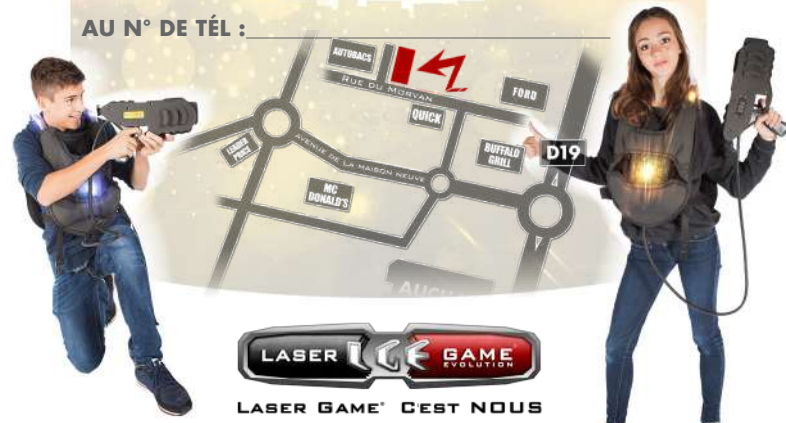 AU N° DE TÉL :
AUTOBACS
RUE DU MORVAN
FORD
QUICK
LEADER
PRICE
AVENUE DE LA MAISON NEUVE
BUFFALO
GRILL
D19
MC
DONALD'S
LASER ICE GAME®
EVOLUTION
LASER GAME® C'EST NOUS